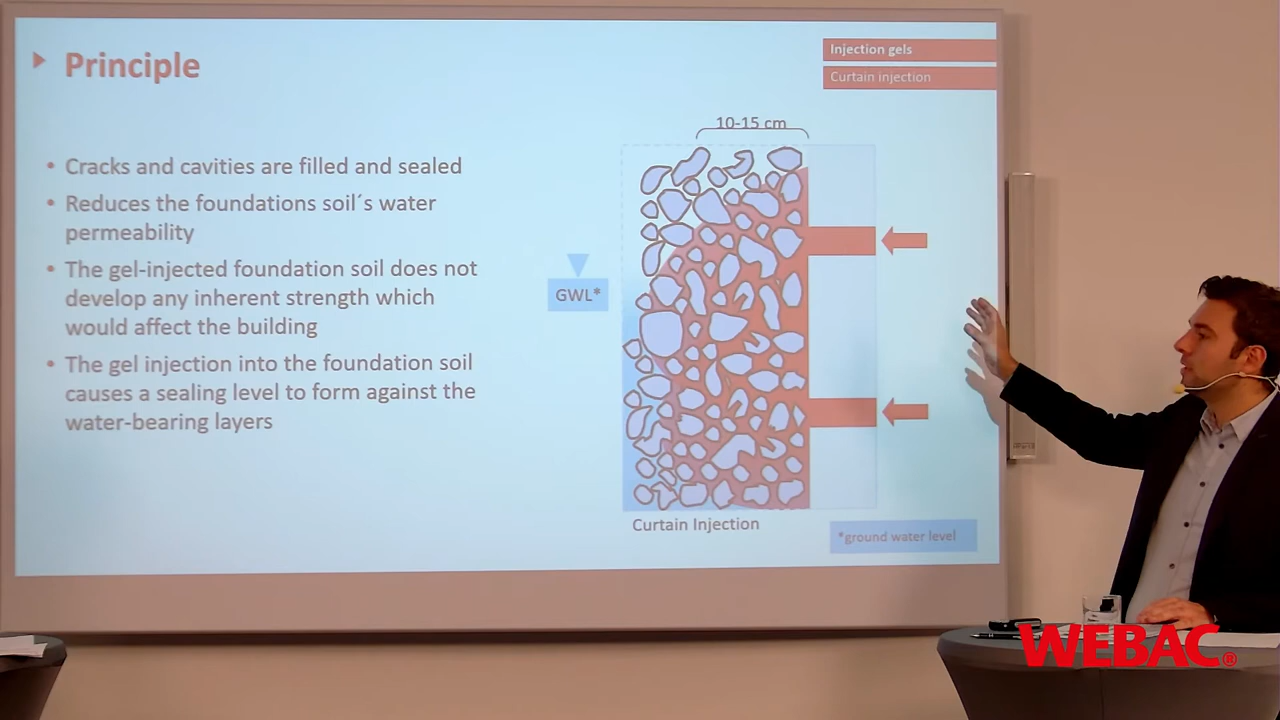 Principle
Injection gels
Curtain injection
• Cracks and cavities are filled and sealed
• Reduces the foundations soil´s water
permeability
• The gel-injected foundation soil does not
develop any inherent strength which
would affect the building
• The gel injection into the foundation soil
causes a sealing level to form against the
water-bearing layers
10-15 cm
GWL*
Curtain Injection
*ground water level
WEBAC®